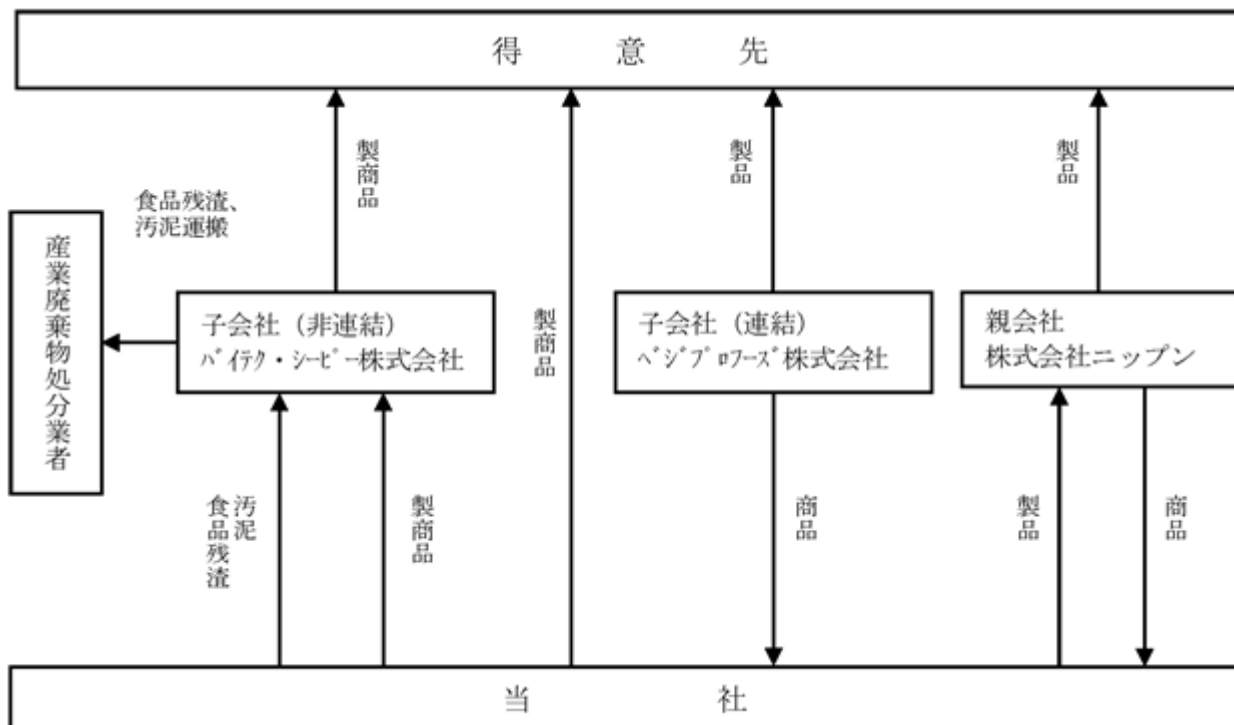 得意先
製商品
製品
製品
食品残渣、
汚泥運搬
産業廃棄物処分業者
子会社(非連結)
バイテク・シーピー株式会社
製商品
子会社(連結)
ベジプロフーズ株式会社
親会社
株式会社ニップン
汚泥
食品残渣
製商品
商品
製品
商品
当社